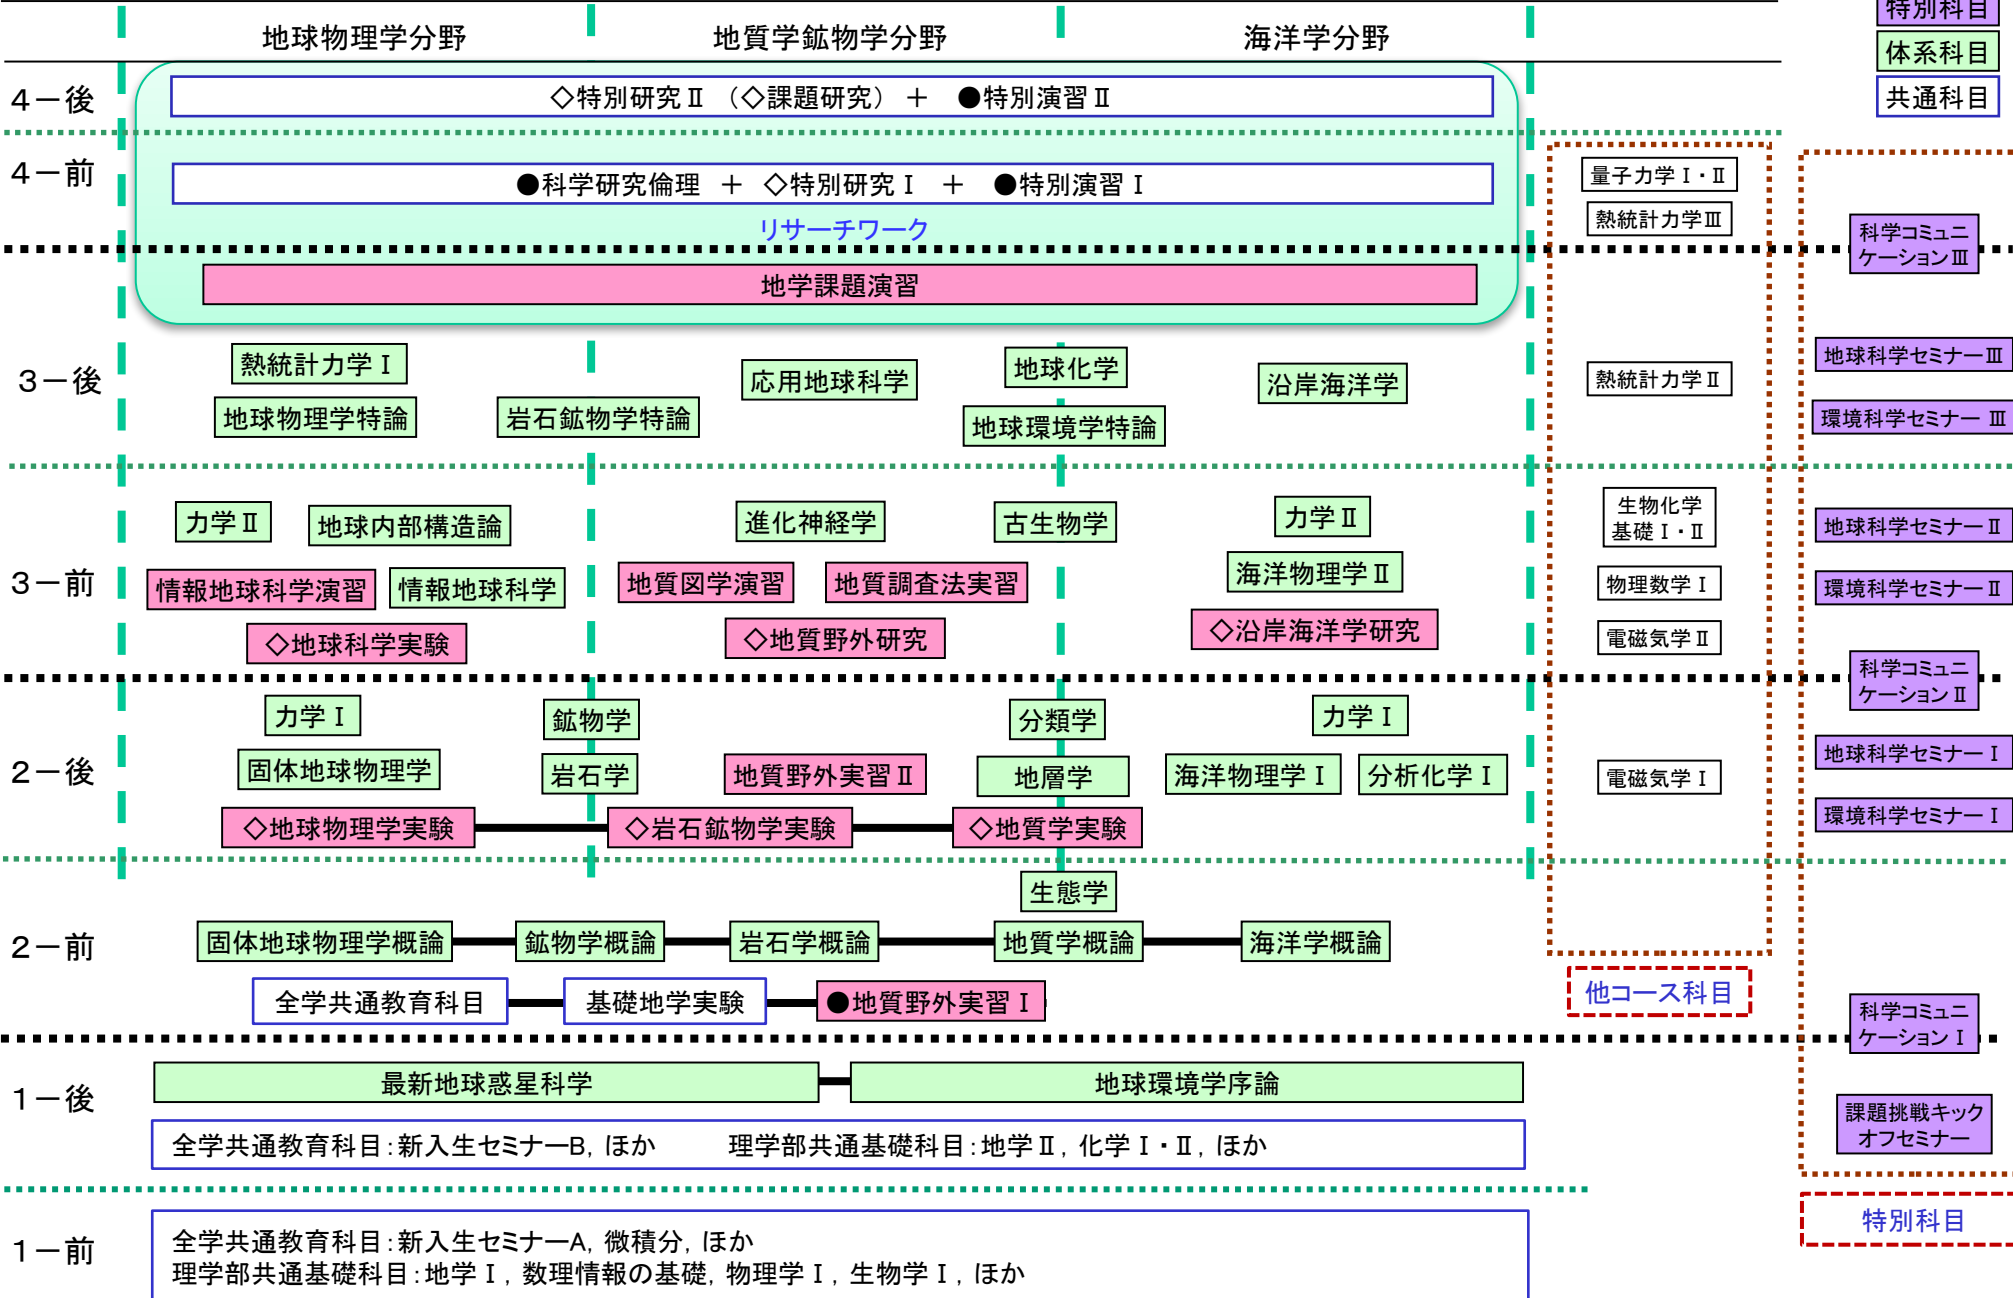 特別科目
地球物理学分野 地質学鉱物学分野 海洋学分野
体系科目
4－後
◇特別研究Ⅱ （◇課題研究） ＋ ●特別演習Ⅱ
共通科目
4－前
●科学研究倫理 ＋ ◇特別研究Ⅰ ＋ ●特別演習Ⅰ
量子力学Ⅰ・Ⅱ
リサーチワーク
熱統計力学Ⅲ
科学コミュニ
ケーションⅢ
地学課題演習
3－後
熱統計力学Ⅰ
地球物理学特論
岩石鉱物学特論
応用地球科学
地球化学
地球環境学特論
沿岸海洋学
熱統計力学Ⅱ
地球科学セミナーⅢ
環境科学セミナー Ⅲ
3－前
力学Ⅱ
地球内部構造論
進化神経学
古生物学
力学Ⅱ
生物化学
基礎Ⅰ・Ⅱ
地球科学セミナーⅡ
情報地球科学演習
情報地球科学
地質図学演習
地質調査法実習
海洋物理学Ⅱ
物理数学Ⅰ
環境科学セミナーⅡ
◇地球科学実験
◇地質野外研究
◇沿岸海洋学研究
電磁気学Ⅱ
科学コミュニ
ケーションⅡ
2－後
力学Ⅰ
鉱物学
分類学
力学Ⅰ
固体地球物理学
岩石学
地質野外実習Ⅱ
地層学
海洋物理学Ⅰ
分析化学Ⅰ
電磁気学Ⅰ
地球科学セミナーⅠ
◇地球物理学実験
◇岩石鉱物学実験
◇地質学実験
環境科学セミナーⅠ
2－前
生態学
固体地球物理学概論
鉱物学概論
岩石学概論
地質学概論
海洋学概論
全学共通教育科目
基礎地学実験
●地質野外実習Ⅰ
他コース科目
科学コミュニ
ケーションⅠ
1－後
最新地球惑星科学
地球環境学序論
課題挑戦キック
オフセミナー
全学共通教育科目：新入生セミナーB，ほか 理学部共通基礎科目：地学Ⅱ，化学Ⅰ・Ⅱ，ほか
特別科目
1－前
全学共通教育科目：新入生セミナーA，微積分，ほか
理学部共通基礎科目：地学Ⅰ，数理情報の基礎，物理学Ⅰ，生物学Ⅰ，ほか